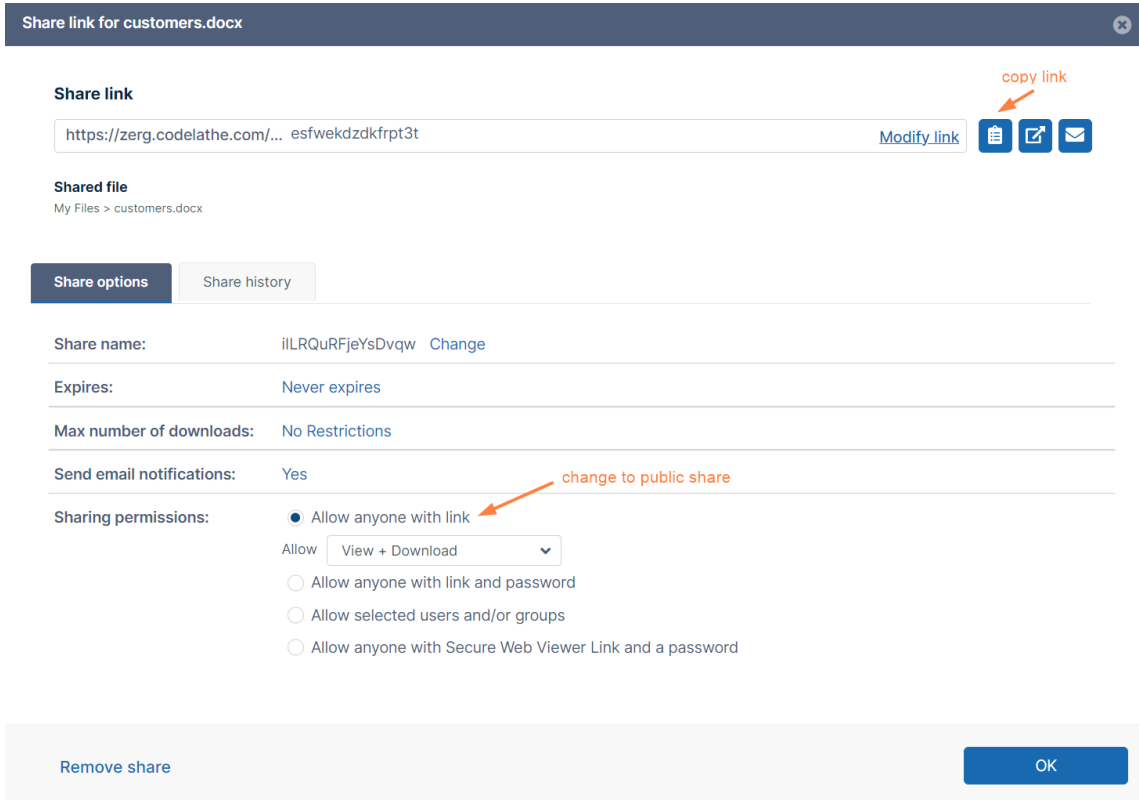 Share link for customers.docx
copy link
Share link
https://zerg.codelathe.com/... esfwekdzdkfrpt3t Modify link
Shared file
My Files > customers.docx
Share options Share history
Share name: ilLRQuRFjeYsDvqw Change
Expires: Never expires
Max number of downloads: No Restrictions
Send email notifications: Yes
change to public share
Sharing permissions: Allow anyone with link
Allow View + Download
Allow anyone with link and password
Allow selected users and/or groups
Allow anyone with Secure Web Viewer Link and a password
Remove share OK